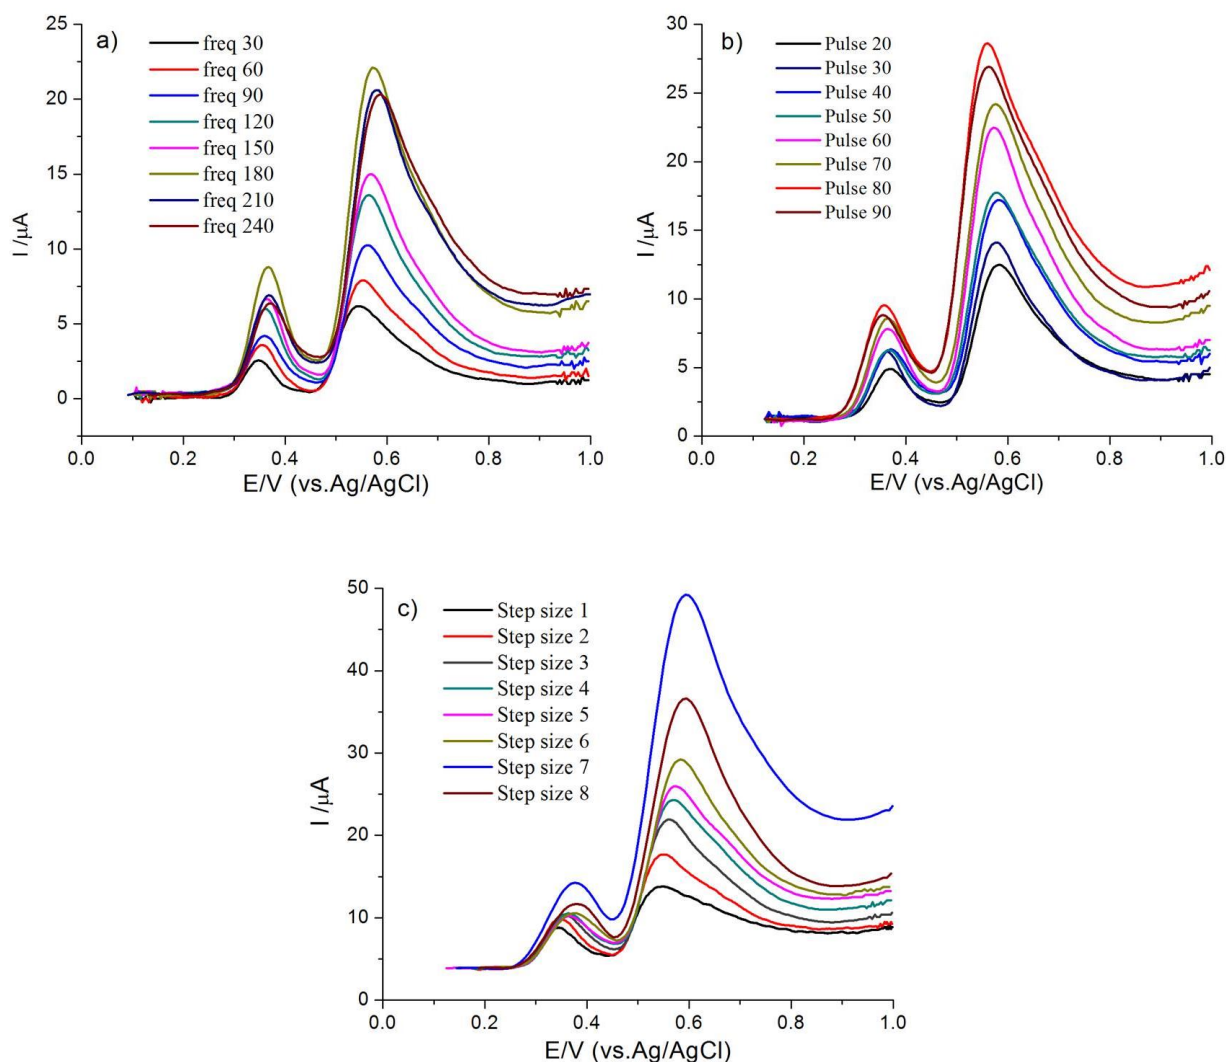 a)
freq 30
freq 60
freq 90
freq 120
freq 150
freq 180
freq 210
freq 240
25
20
15
10
5
0
I /μA
0.0 0.2 0.4 0.6 0.8 1.0
E/V (vs.Ag/AgCl)
b)
Pulse 20
Pulse 30
Pulse 40
Pulse 50
Pulse 60
Pulse 70
Pulse 80
Pulse 90
30
25
20
15
10
5
0
I /μA
0.0 0.2 0.4 0.6 0.8 1.0
E/V (vs.Ag/AgCl)
c)
Step size 1
Step size 2
Step size 3
Step size 4
Step size 5
Step size 6
Step size 7
Step size 8
50
40
30
20
10
0
I /μA
0.0 0.2 0.4 0.6 0.8 1.0
E/V (vs.Ag/AgCl)